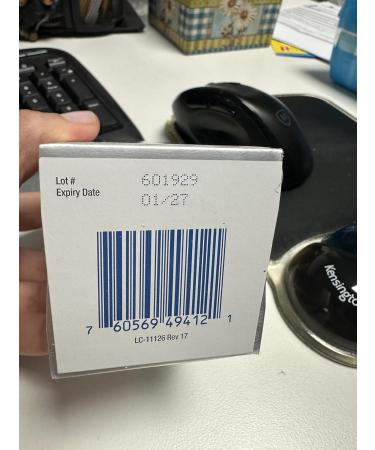 Lot # 601929
Expiry Date 01/27
7 60569 49412 1
LC-11126 Rev 17
Kensington